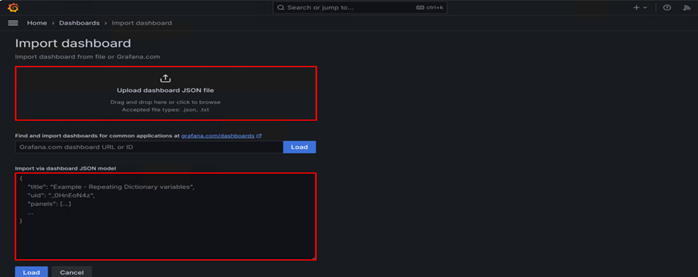 Search or jump to...
ctrl+k
Home › Dashboards › Import dashboard
Import dashboard
Import dashboard from file or Grafana.com
Upload dashboard JSON file
Drag and drop here or click to browse
Accepted file types: .json, .txt
Find and import dashboards for common applications at grafana.com/dashboards
Grafana.com dashboard URL or ID
Load
Import via dashboard JSON model
{
"title": "Example - Repeating Dictionary variables",
"uid": "_0HnEoN4z",
"panels": [...]
...
}
Load Cancel